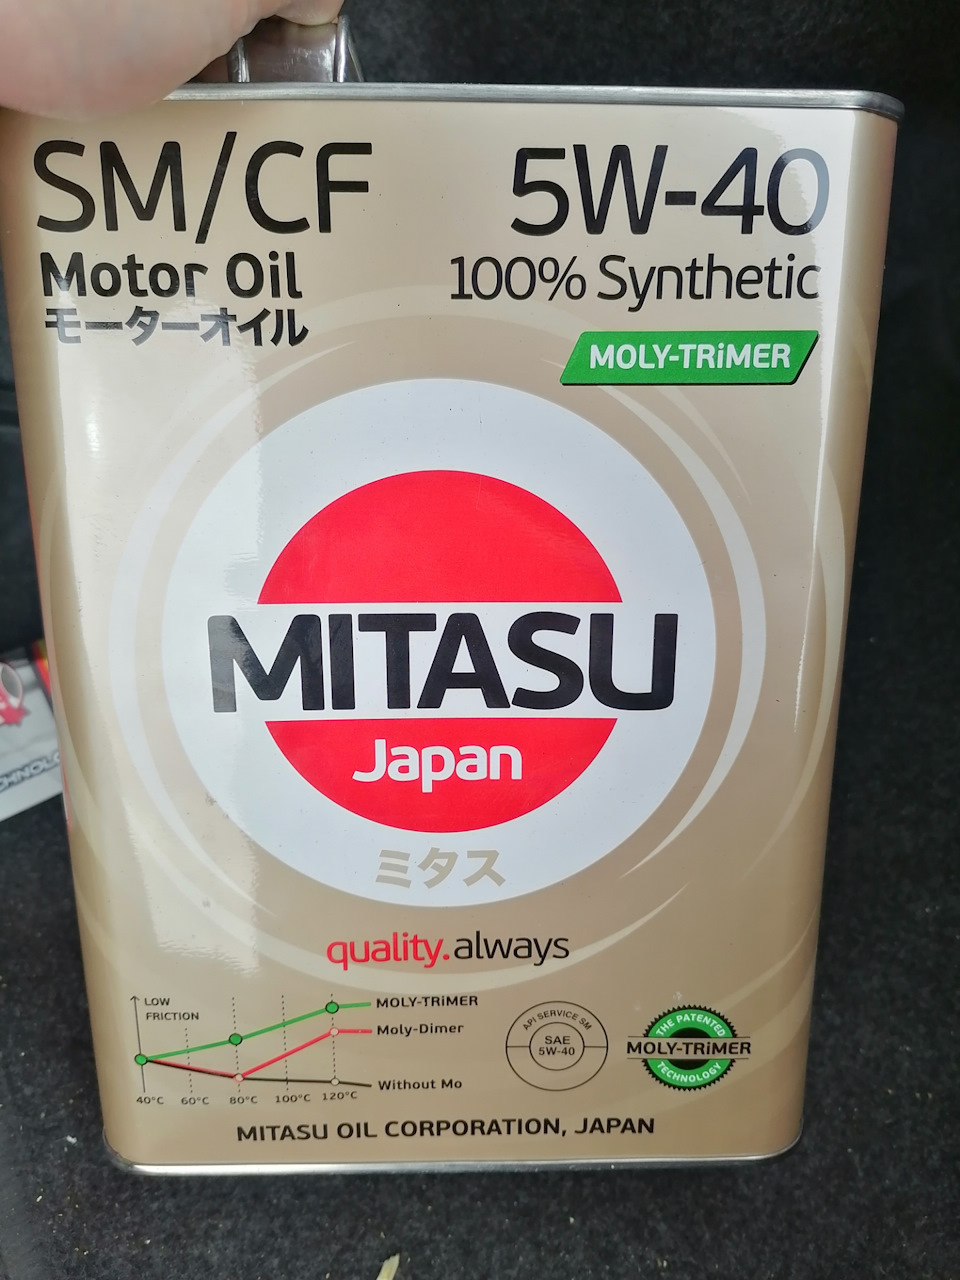 SM/CF
5W-40
Motor Oil
100% Synthetic
モーターオイル
MOLY-TRiMER
MITASU
Japan
ミタス
quality.always
LOW
FRICTION
MOLY-TRiMER
Moly-Dimer
Without Mo
40°C 60°C 80°C 100°C 120°C
API SERVICE SM
SAE
5W-40
THE PATENTED
MOLY-TRiMER
TECHNOLOGY
MITASU OIL CORPORATION, JAPAN